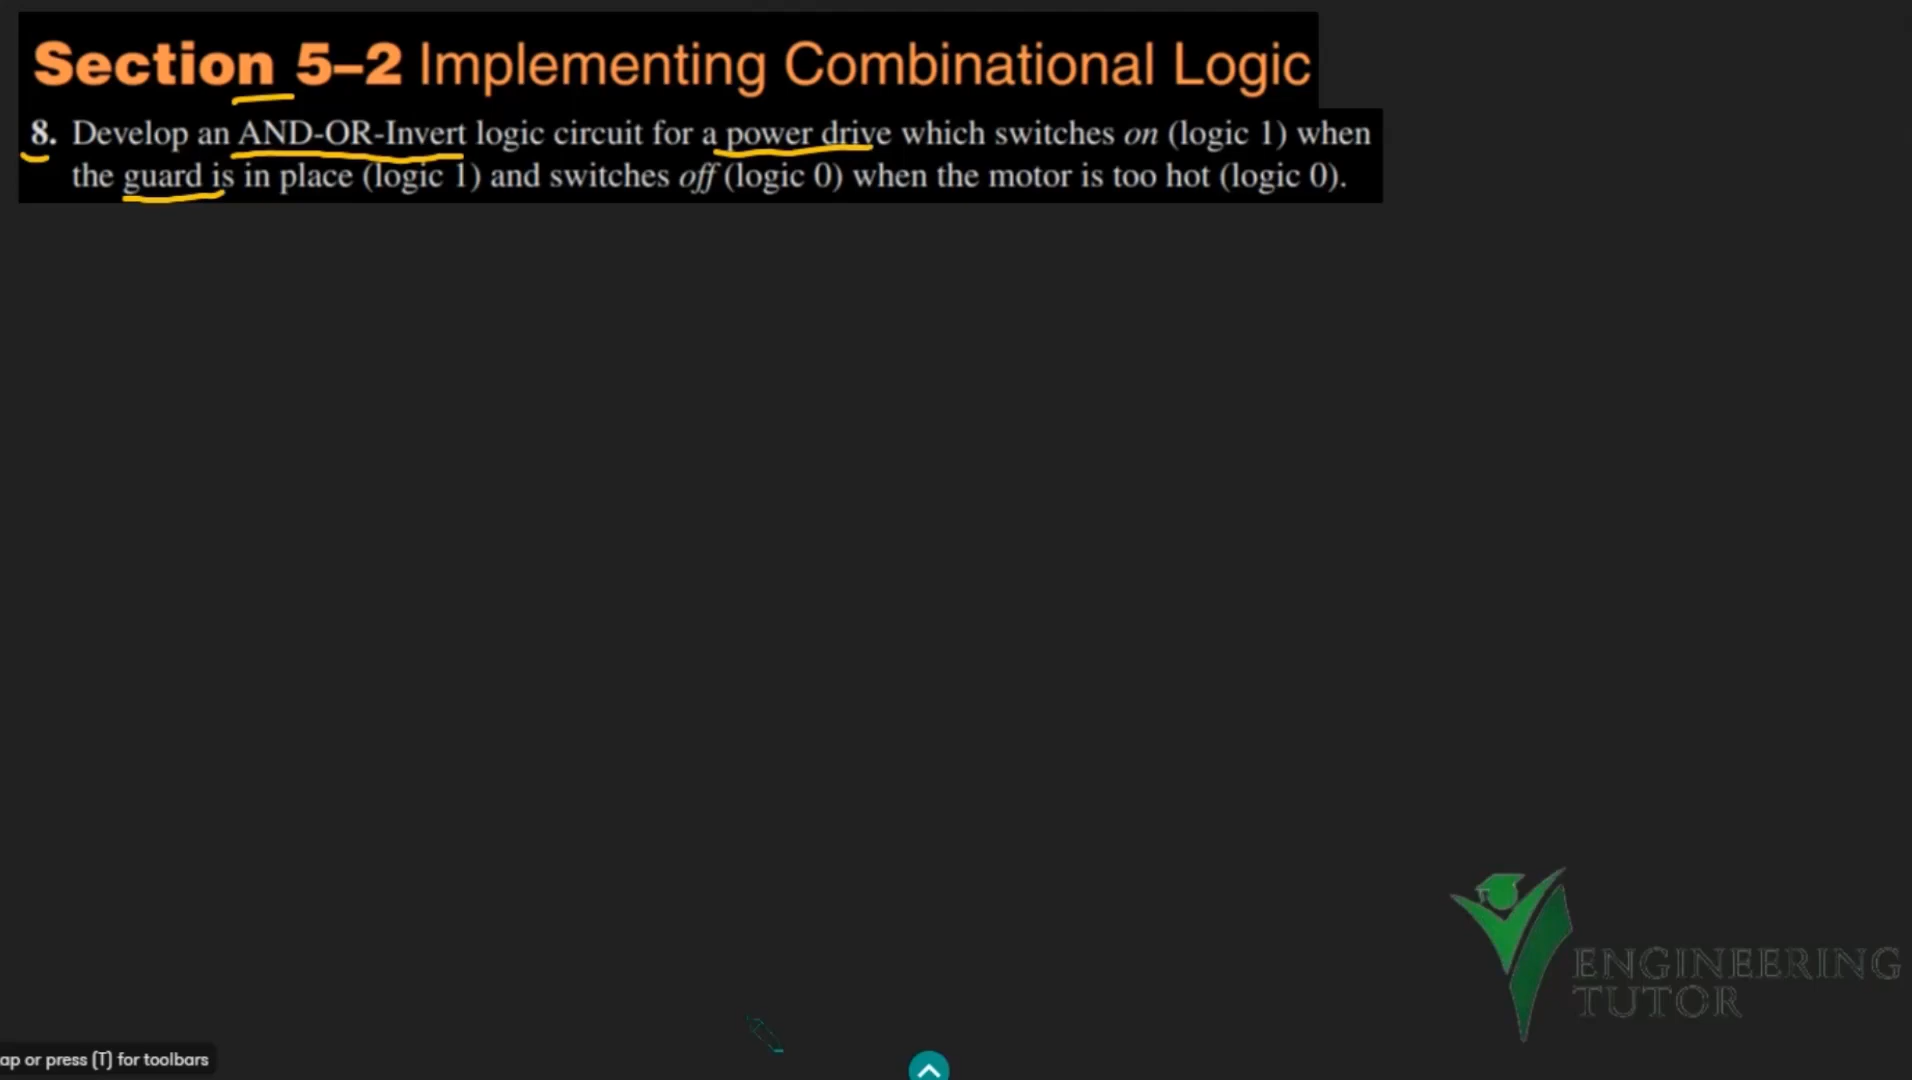 Section 5–2 Implementing Combinational Logic
8. Develop an AND-OR-Invert logic circuit for a power drive which switches on (logic 1) when
the guard is in place (logic 1) and switches off (logic 0) when the motor is too hot (logic 0).
ENGINEERING
TUTOR
ap or press (T) for toolbars